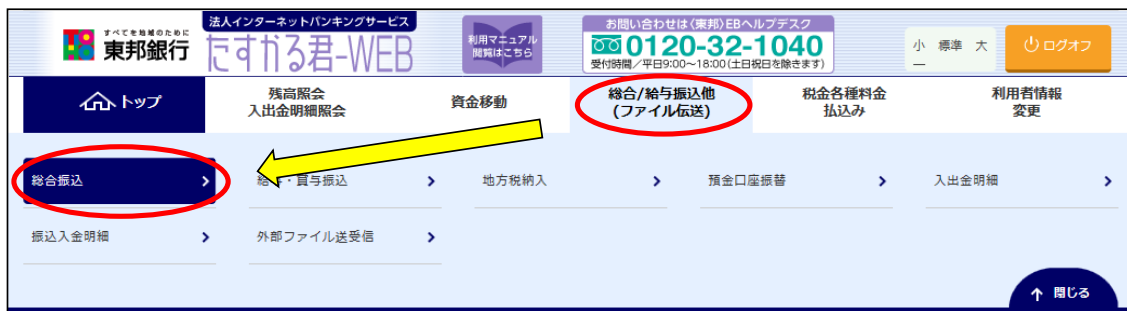 すべてを地域のために
東邦銀行
法人インターネットバンキングサービス
たすかる君-WEB
利用マニュアル
閲覧はこちら
お問い合わせは〈東邦〉EBヘルプデスク
0120-32-1040
受付時間／平日9:00～18:00(土日祝日を除きます)
小 標準 大
ログオフ
トップ
残高照会
入出金明細照会
資金移動
総合/給与振込他
(ファイル伝送)
税金各種料金
払込み
利用者情報
変更
総合振込
給与・賞与振込
地方税納入
預金口座振替
入出金明細
振込入金明細
外部ファイル送受信
閉じる